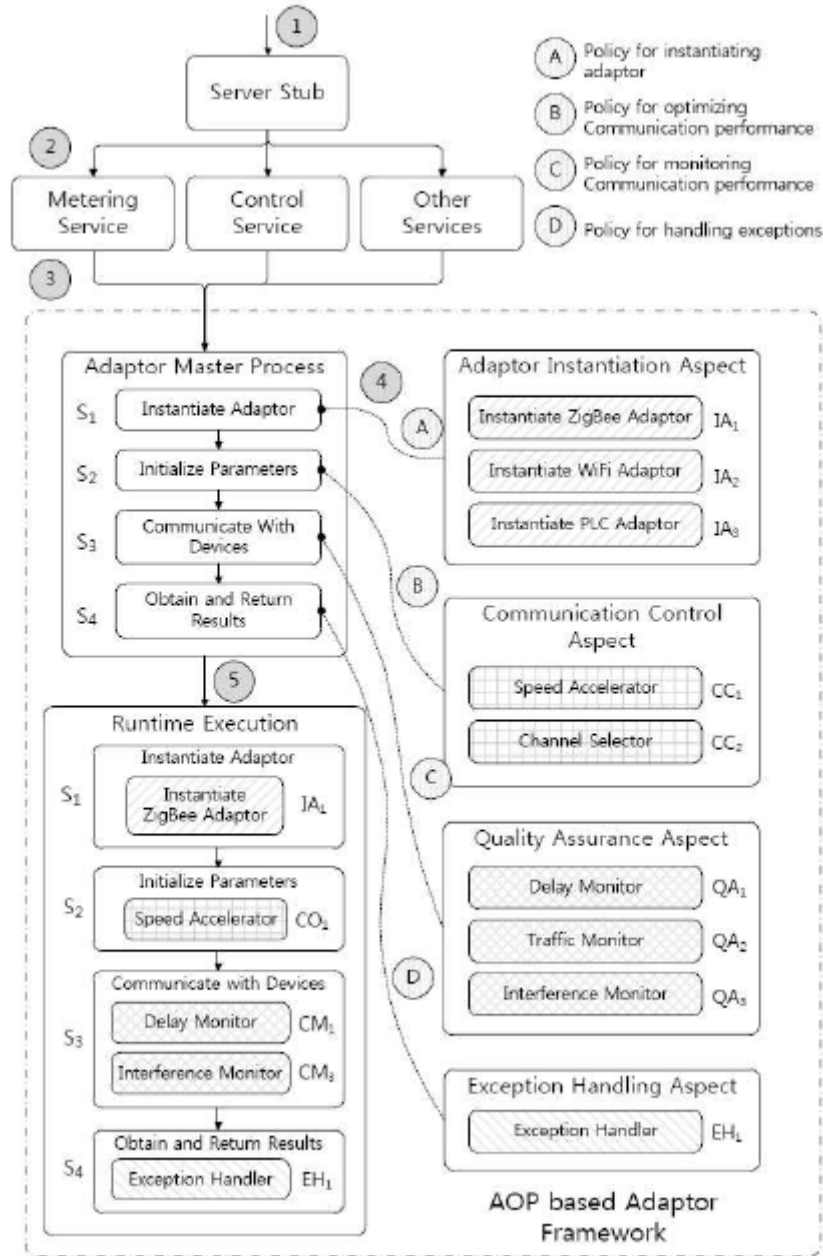 1
Server Stub
2
Metering
Service
Control
Service
Other
Services
3
A
Policy for instantiating
adaptor
B
Policy for optimizing
Communication performance
C
Policy for monitoring
Communication performance
D
Policy for handling exceptions
Adaptor Master Process
S1
Instantiate Adaptor
S2
Initialize Parameters
S3
Communicate With
Devices
S4
Obtain and Return
Results
4
A
B
C
D
Adaptor Instantiation Aspect
Instantiate ZigBee Adaptor
IA1
Instantiate WiFi Adaptor
IA2
Instantiate PLC Adaptor
IA3
Communication Control
Aspect
Speed Accelerator
CC1
Channel Selector
CC2
Quality Assurance Aspect
Delay Monitor
QA1
Traffic Monitor
QA2
Interference Monitor
QA3
Exception Handling Aspect
Exception Handler
EH1
5
Runtime Execution
Instantiate Adaptor
S1
Instantiate
ZigBee Adaptor
IA1
Initialize Parameters
S2
Speed Accelerator
CO1
Communicate with Devices
S3
Delay Monitor
CM1
Interference Monitor
CM3
Obtain and Return Results
S4
Exception Handler
EH1
AOP based Adaptor
Framework